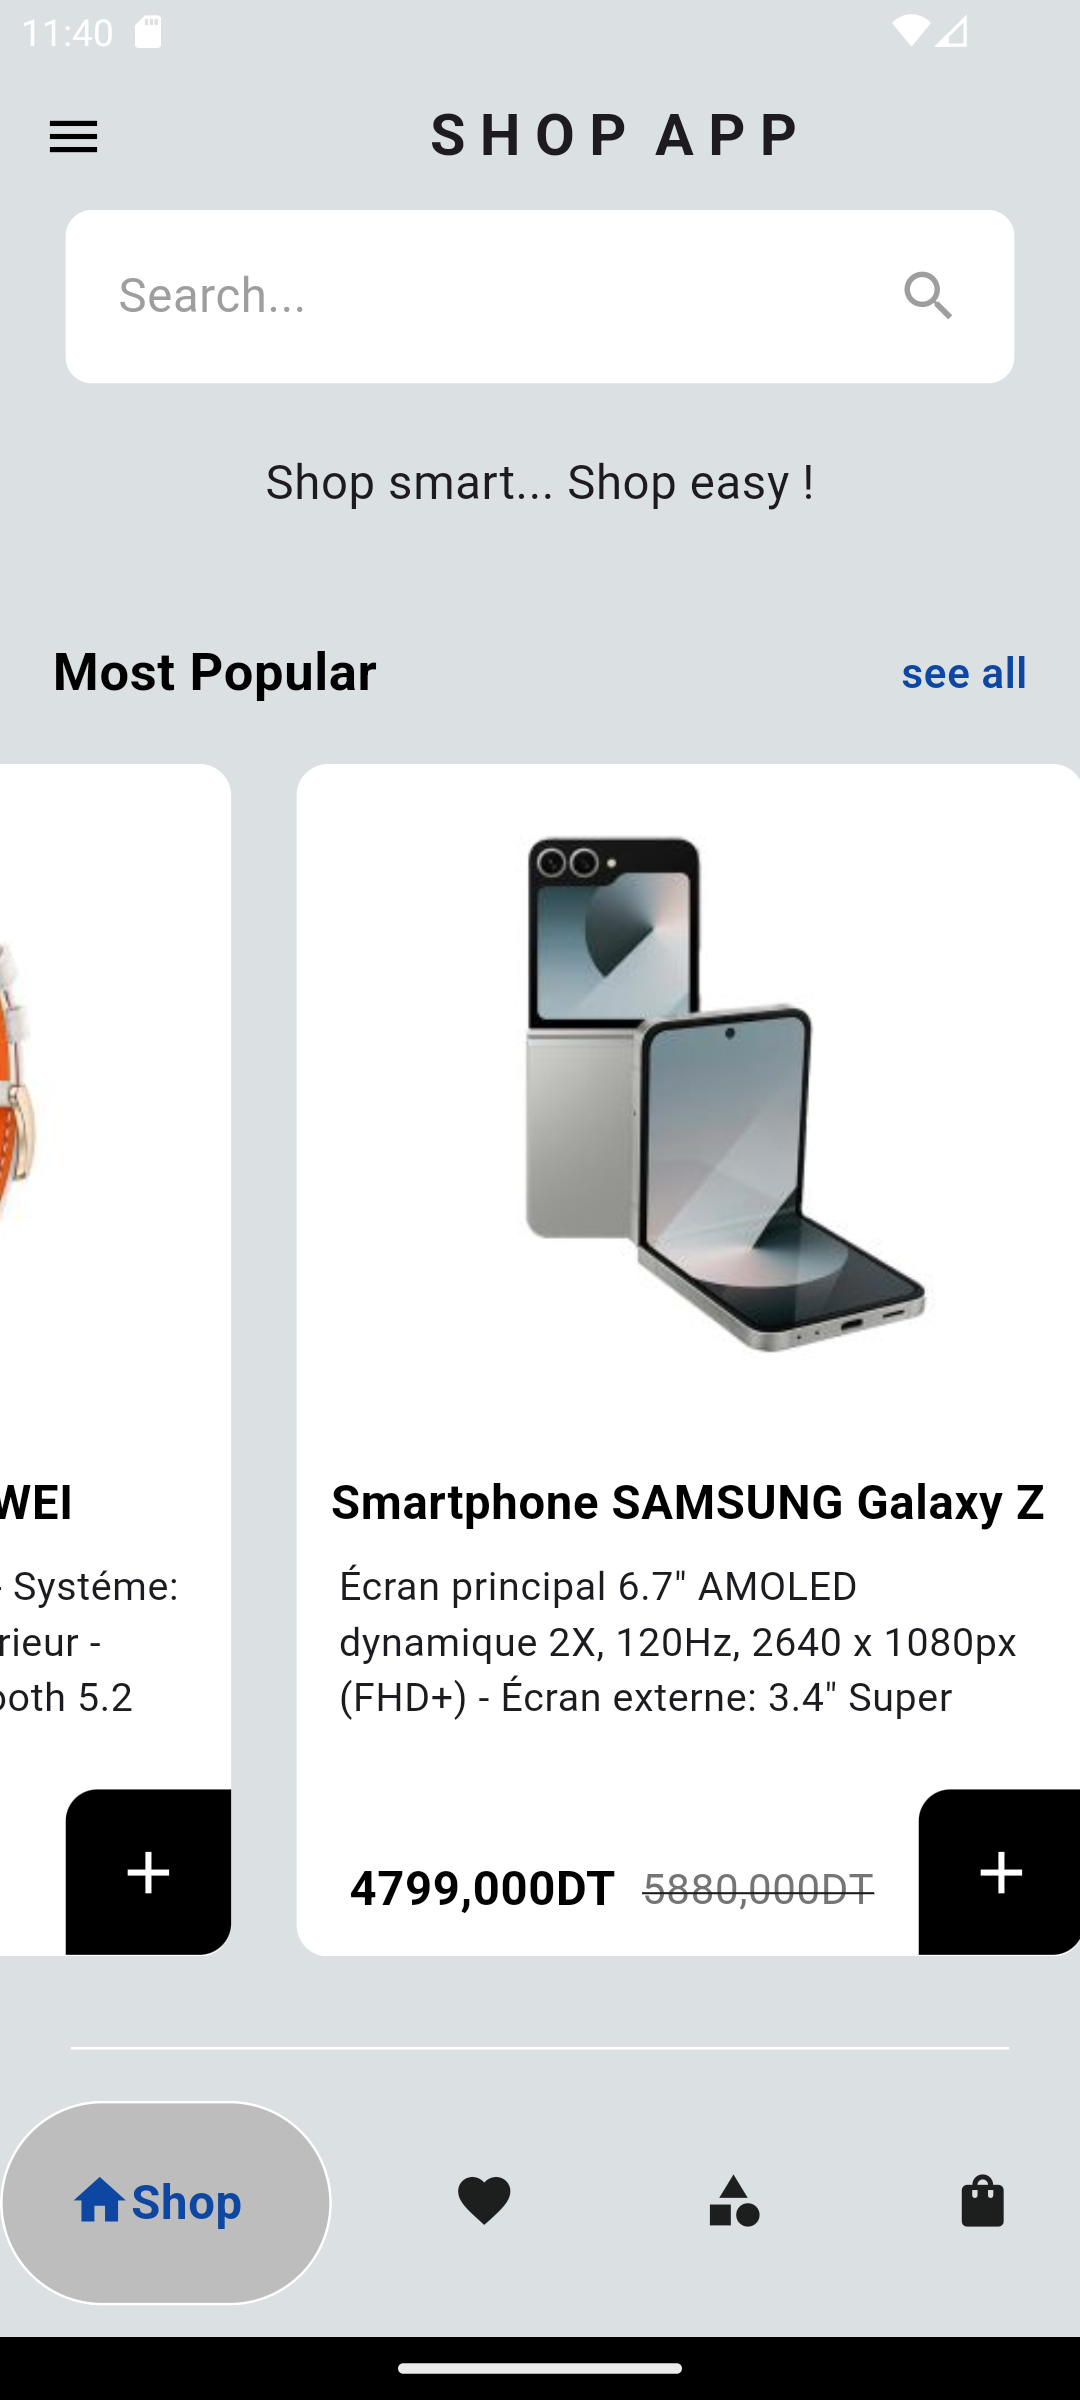 11:40
SHOP APP
Search...
Shop smart... Shop easy !
Most Popular
see all
WEI
- Systéme:
rieur -
ooth 5.2
Smartphone SAMSUNG Galaxy Z
Écran principal 6.7" AMOLED
dynamique 2X, 120Hz, 2640 x 1080px
(FHD+) - Écran externe: 3.4" Super
4799,000DT 5880,000DT
Shop